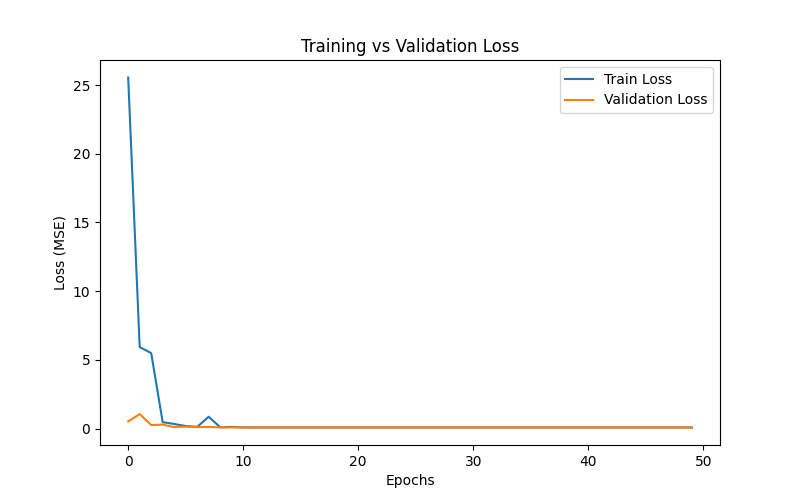 Training vs Validation Loss
Train Loss
Validation Loss
25
20
15
10
5
0
Loss (MSE)
0 10 20 30 40 50
Epochs